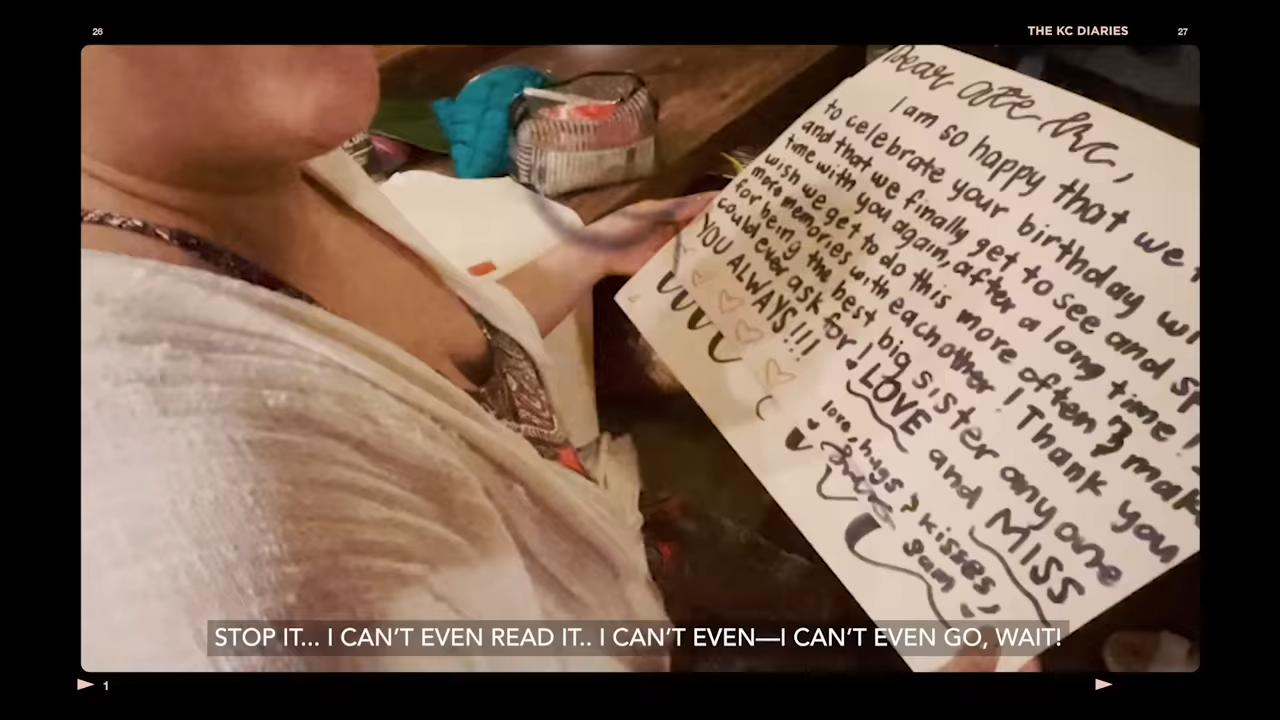 26
THE KC DIARIES
27
Dear ate kc,
I am so happy that we
to celebrate your birthday
and that we finally get to see and
time with you again, after a long time!
wish we get to do this more often & make
more memories with each other! Thank you
for being the best big sister anyone
could ever ask for! LOVE and MISS
YOU ALWAYS!!!
love, hugs & kisses,
Sam
STOP IT... I CAN'T EVEN READ IT.. I CAN'T EVEN—I CAN'T EVEN GO, WAIT!
1